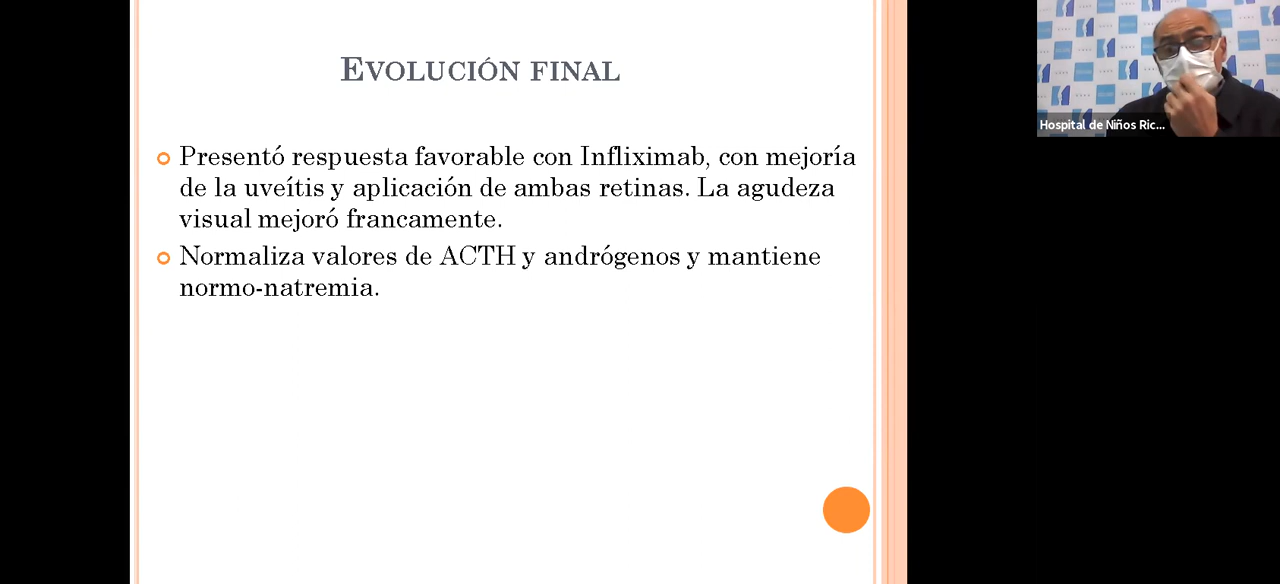 EVOLUCIÓN FINAL
Presentó respuesta favorable con Infliximab, con mejoría
de la uveítis y aplicación de ambas retinas. La agudeza
visual mejoró francamente.
Normaliza valores de ACTH y andrógenos y mantiene
normo-natremia.
Hospital de Niños Ric...